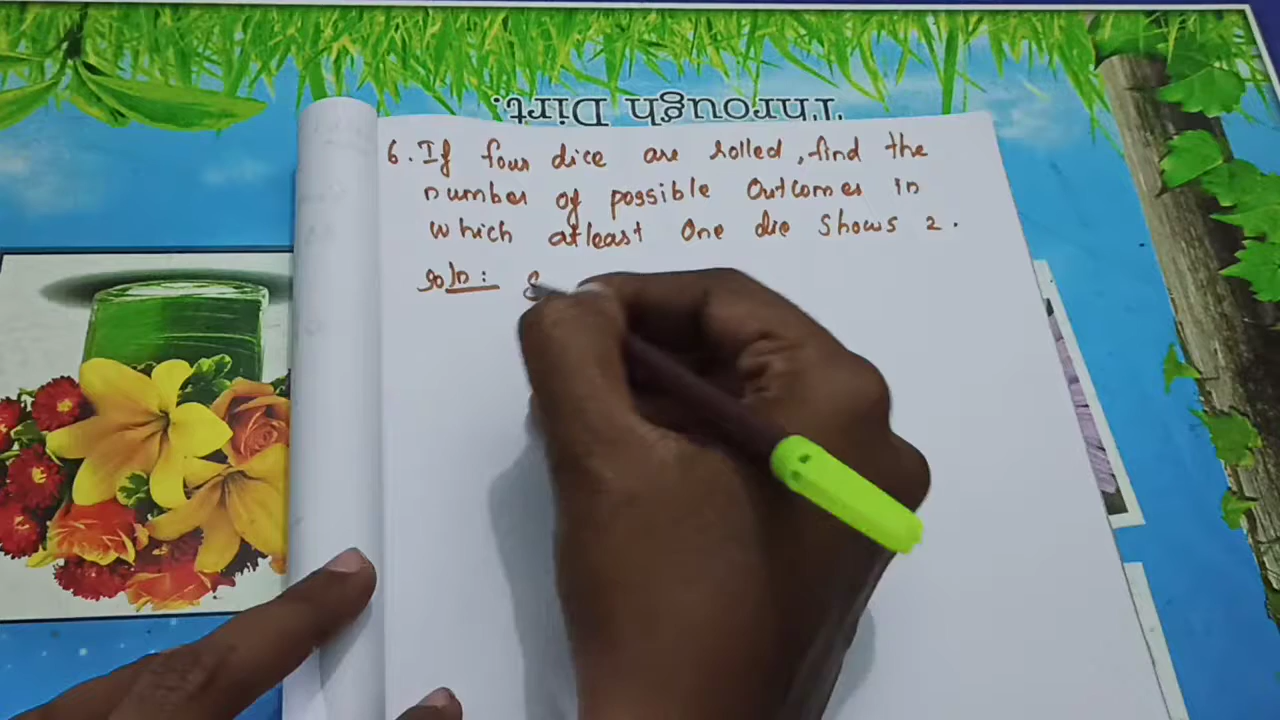 Through Dirt.
6. If four dice are rolled, find the
number of possible outcomes in
which atleast one die shows 2.
Soln: S